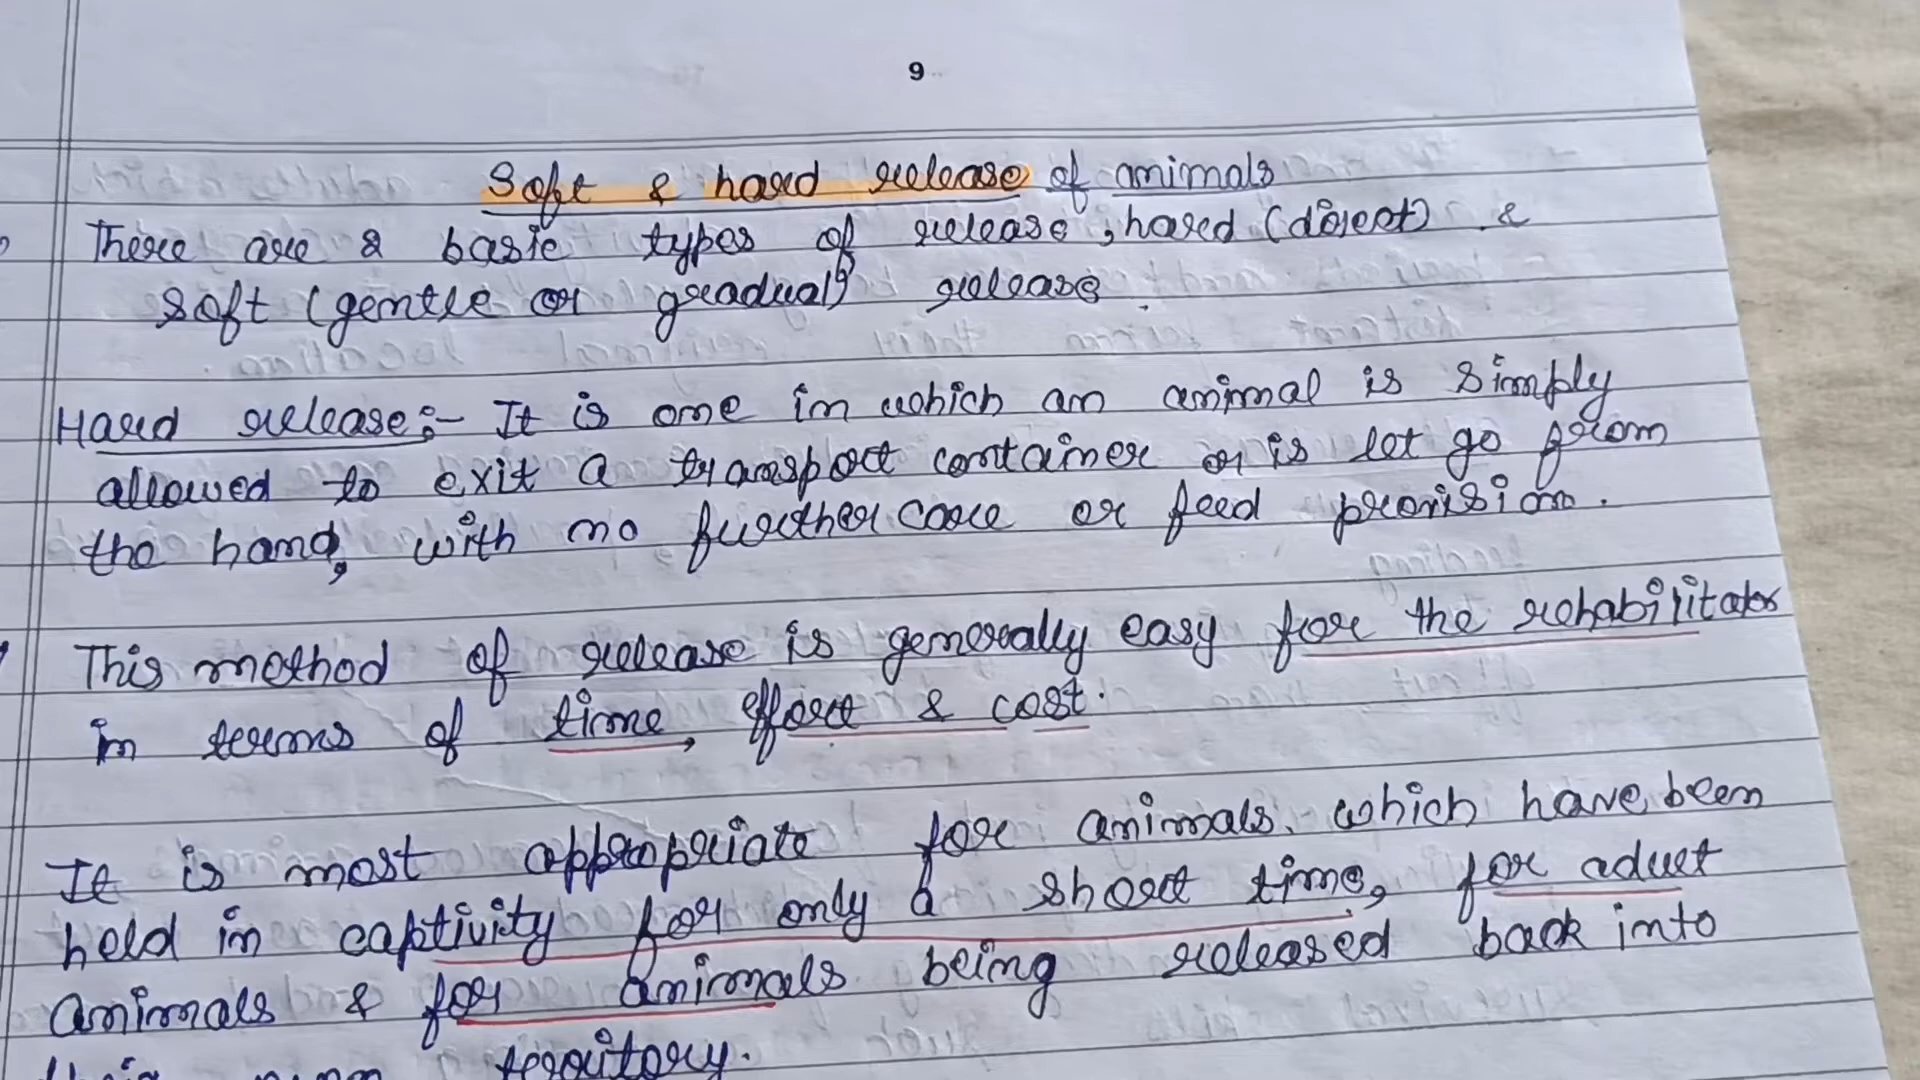 9
Soft & hard release of animals
There are 2 basic types of release, hard (direct) &
soft (gentle or gradual) release.
Hard release:- It is one in which an animal is simply
allowed to exit a transport container or is let go from
the hand, with no further care or feed provision.
This method of release is generally easy for the rehabilitator
in terms of time, effort & cost.
It is most appropriate for animals which have been
held in captivity for only a short time, for adult
animals & for animals being released back into
their own territory.